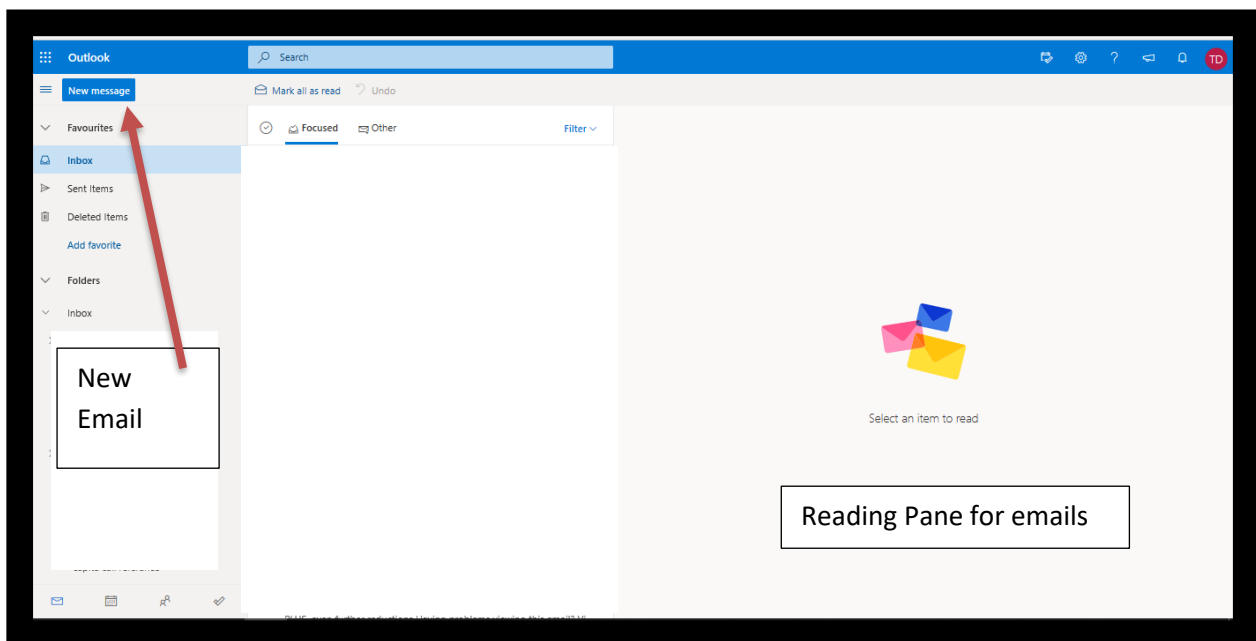 Outlook
Search
TD
New message
Mark all as read
Undo
Favourites
Focused
Other
Filter
Inbox
Sent Items
Deleted Items
Add favorite
Folders
Inbox
New
Email
Select an item to read
Reading Pane for emails